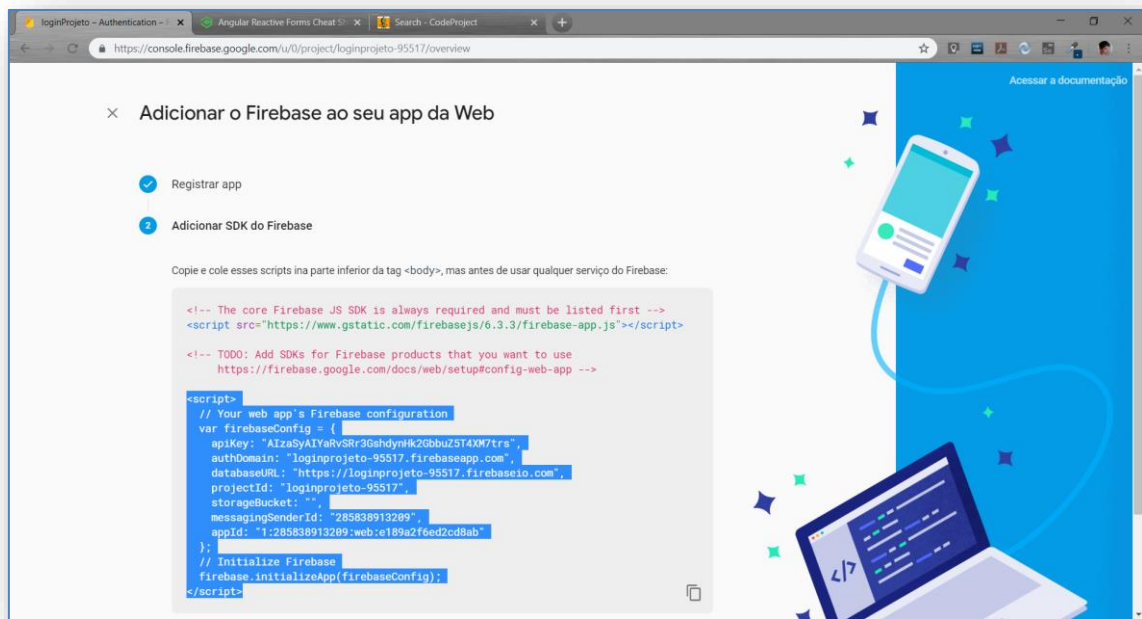 loginProjeto – Authentication –
Angular Reactive Forms Cheat Sh
Search - CodeProject
https://console.firebase.google.com/u/0/project/loginprojeto-95517/overview
Acessar a documentação
Adicionar o Firebase ao seu app da Web
Registrar app
2 Adicionar SDK do Firebase
Copie e cole esses scripts ina parte inferior da tag <body>, mas antes de usar qualquer serviço do Firebase:
<!-- The core Firebase JS SDK is always required and must be listed first -->
<script src="https://www.gstatic.com/firebasejs/6.3.3/firebase-app.js"></script>
<!-- TODO: Add SDKs for Firebase products that you want to use
https://firebase.google.com/docs/web/setup#config-web-app -->
<script>
// Your web app's Firebase configuration
var firebaseConfig = {
apiKey: "AIzaSyAIYaRvSRr3GshdynHk2GbbuZ5T4XM7trs",
authDomain: "loginprojeto-95517.firebaseapp.com",
databaseURL: "https://loginprojeto-95517.firebaseio.com",
projectId: "loginprojeto-95517",
storageBucket: "",
messagingSenderId: "285838913209",
appId: "1:285838913209:web:e189a2f6ed2cd8ab"
};
// Initialize Firebase
firebase.initializeApp(firebaseConfig);
</script>